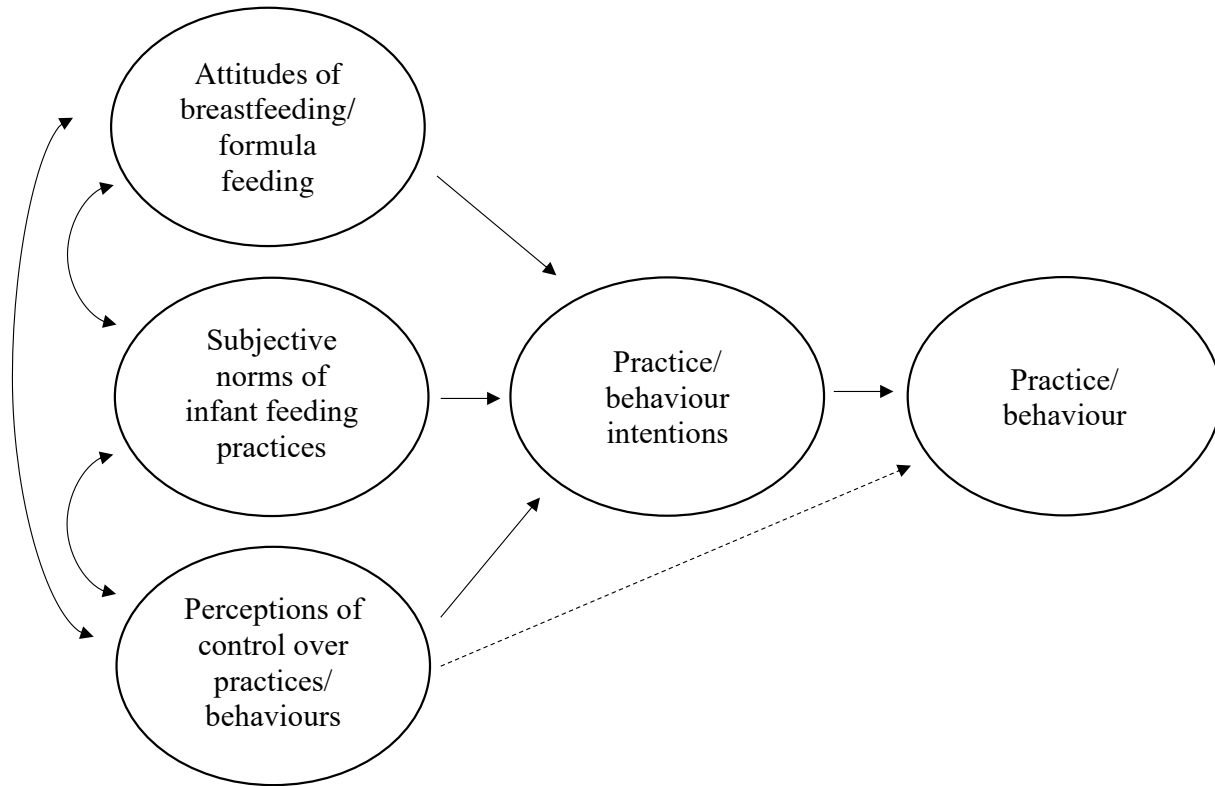 Attitudes of
breastfeeding/
formula
feeding
Subjective
norms of
infant feeding
practices
Perceptions of
control over
practices/
behaviours
Practice/
behaviour
intentions
Practice/
behaviour